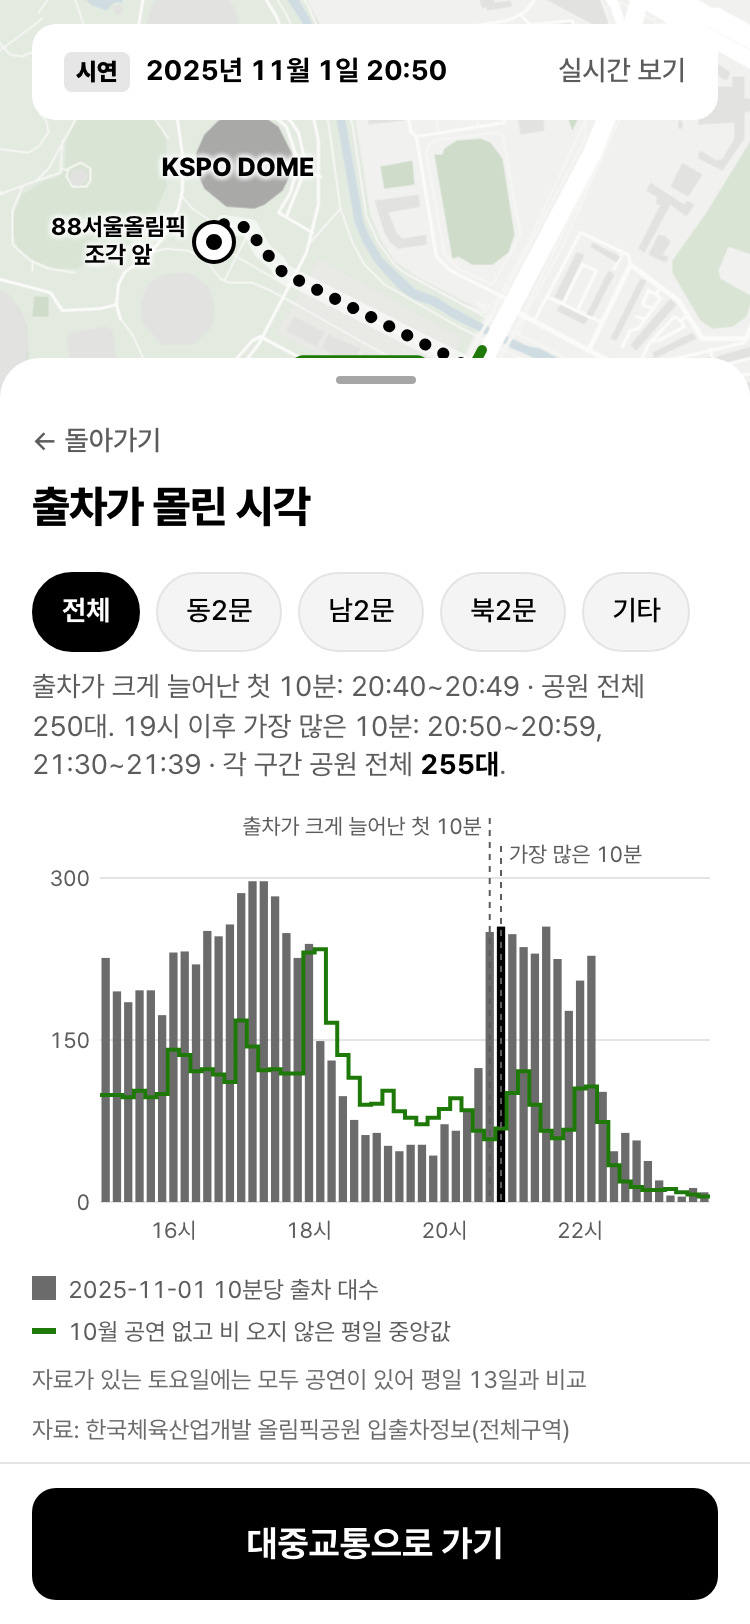 시연 2025년 11월 1일 20:50 실시간 보기
KSPO DOME
88서울올림픽
조각 앞
← 돌아가기
출차가 몰린 시각
전체 동2문 남2문 북2문 기타
출차가 크게 늘어난 첫 10분: 20:40~20:49 · 공원 전체
250대. 19시 이후 가장 많은 10분: 20:50~20:59,
21:30~21:39 · 각 구간 공원 전체 255대.
출차가 크게 늘어난 첫 10분
가장 많은 10분
300
150
0
16시 18시 20시 22시
2025-11-01 10분당 출차 대수
10월 공연 없고 비 오지 않은 평일 중앙값
자료가 있는 토요일에는 모두 공연이 있어 평일 13일과 비교
자료: 한국체육산업개발 올림픽공원 입출차정보(전체구역)
대중교통으로 가기